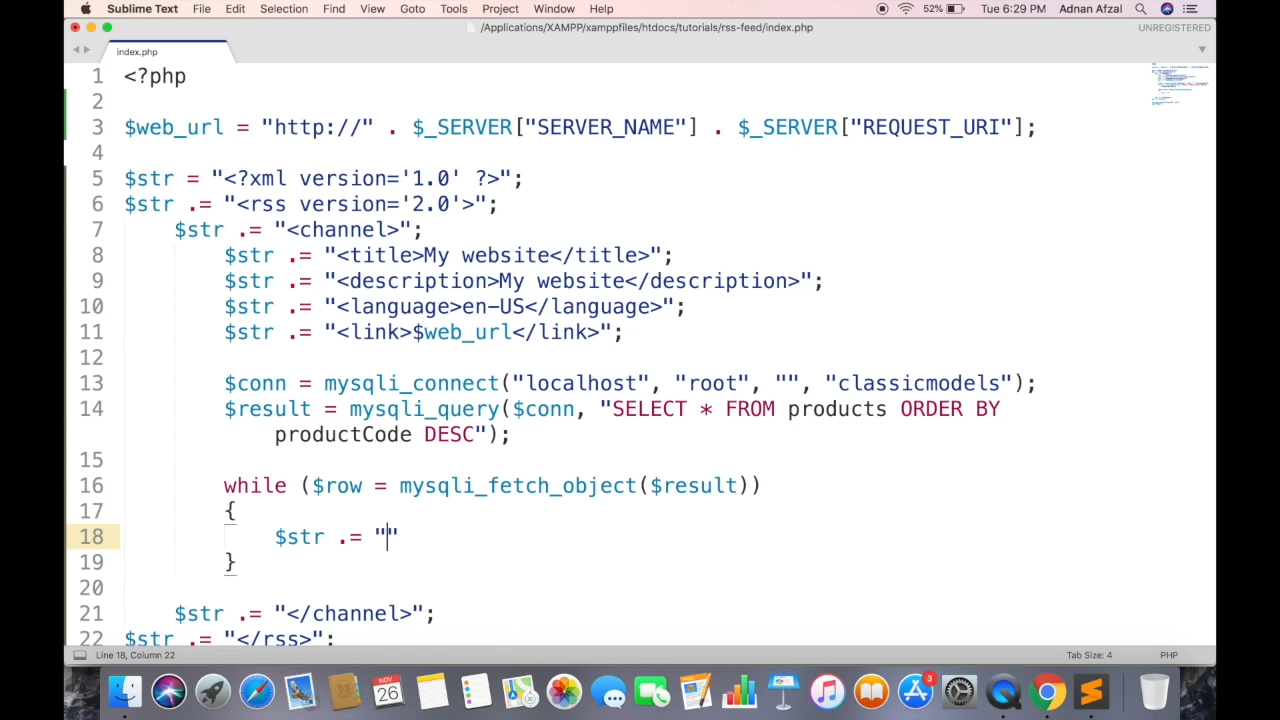 Sublime Text File Edit Selection Find View Goto Tools Project Window Help 52% Tue 6:29 PM Adnan Afzal
/Applications/XAMPP/xamppfiles/htdocs/tutorials/rss-feed/index.php UNREGISTERED
index.php
1 <?php
2
3 $web_url = "http://" . $_SERVER["SERVER_NAME"] . $_SERVER["REQUEST_URI"];
4
5 $str = "<?xml version='1.0' ?>";
6 $str .= "<rss version='2.0'>";
7 $str .= "<channel>";
8 $str .= "<title>My website</title>";
9 $str .= "<description>My website</description>";
10 $str .= "<language>en-US</language>";
11 $str .= "<link>$web_url</link>";
12
13 $conn = mysqli_connect("localhost", "root", "", "classicmodels");
14 $result = mysqli_query($conn, "SELECT * FROM products ORDER BY
productCode DESC");
15
16 while ($row = mysqli_fetch_object($result))
17 {
18 $str .= ""
19 }
20
21 $str .= "</channel>";
22 $str .= "</rss>";
Line 18, Column 22 Tab Size: 4 PHP
NOV
26
3